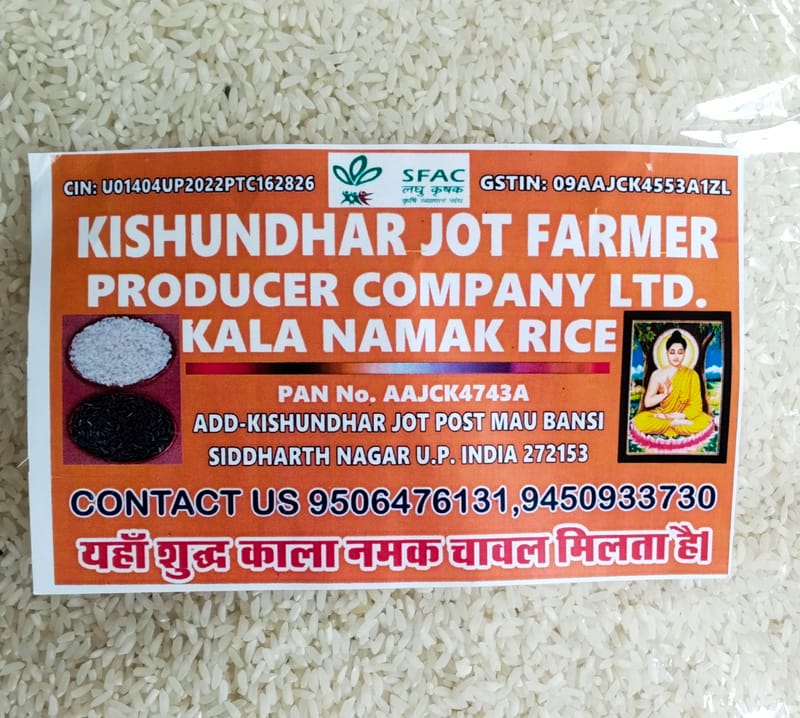 CIN: U01404UP2022PTC162826
SFAC
लघु कृषक
कृषि व्यापार संघ
GSTIN: 09AAJCK4553A1ZL
KISHUNDHAR JOT FARMER
PRODUCER COMPANY LTD.
KALA NAMAK RICE
PAN No. AAJCK4743A
ADD-KISHUNDHAR JOT POST MAU BANSI
SIDDHARTH NAGAR U.P. INDIA 272153
CONTACT US 9506476131,9450933730
यहाँ शुद्ध काला नमक चावल मिलता है।